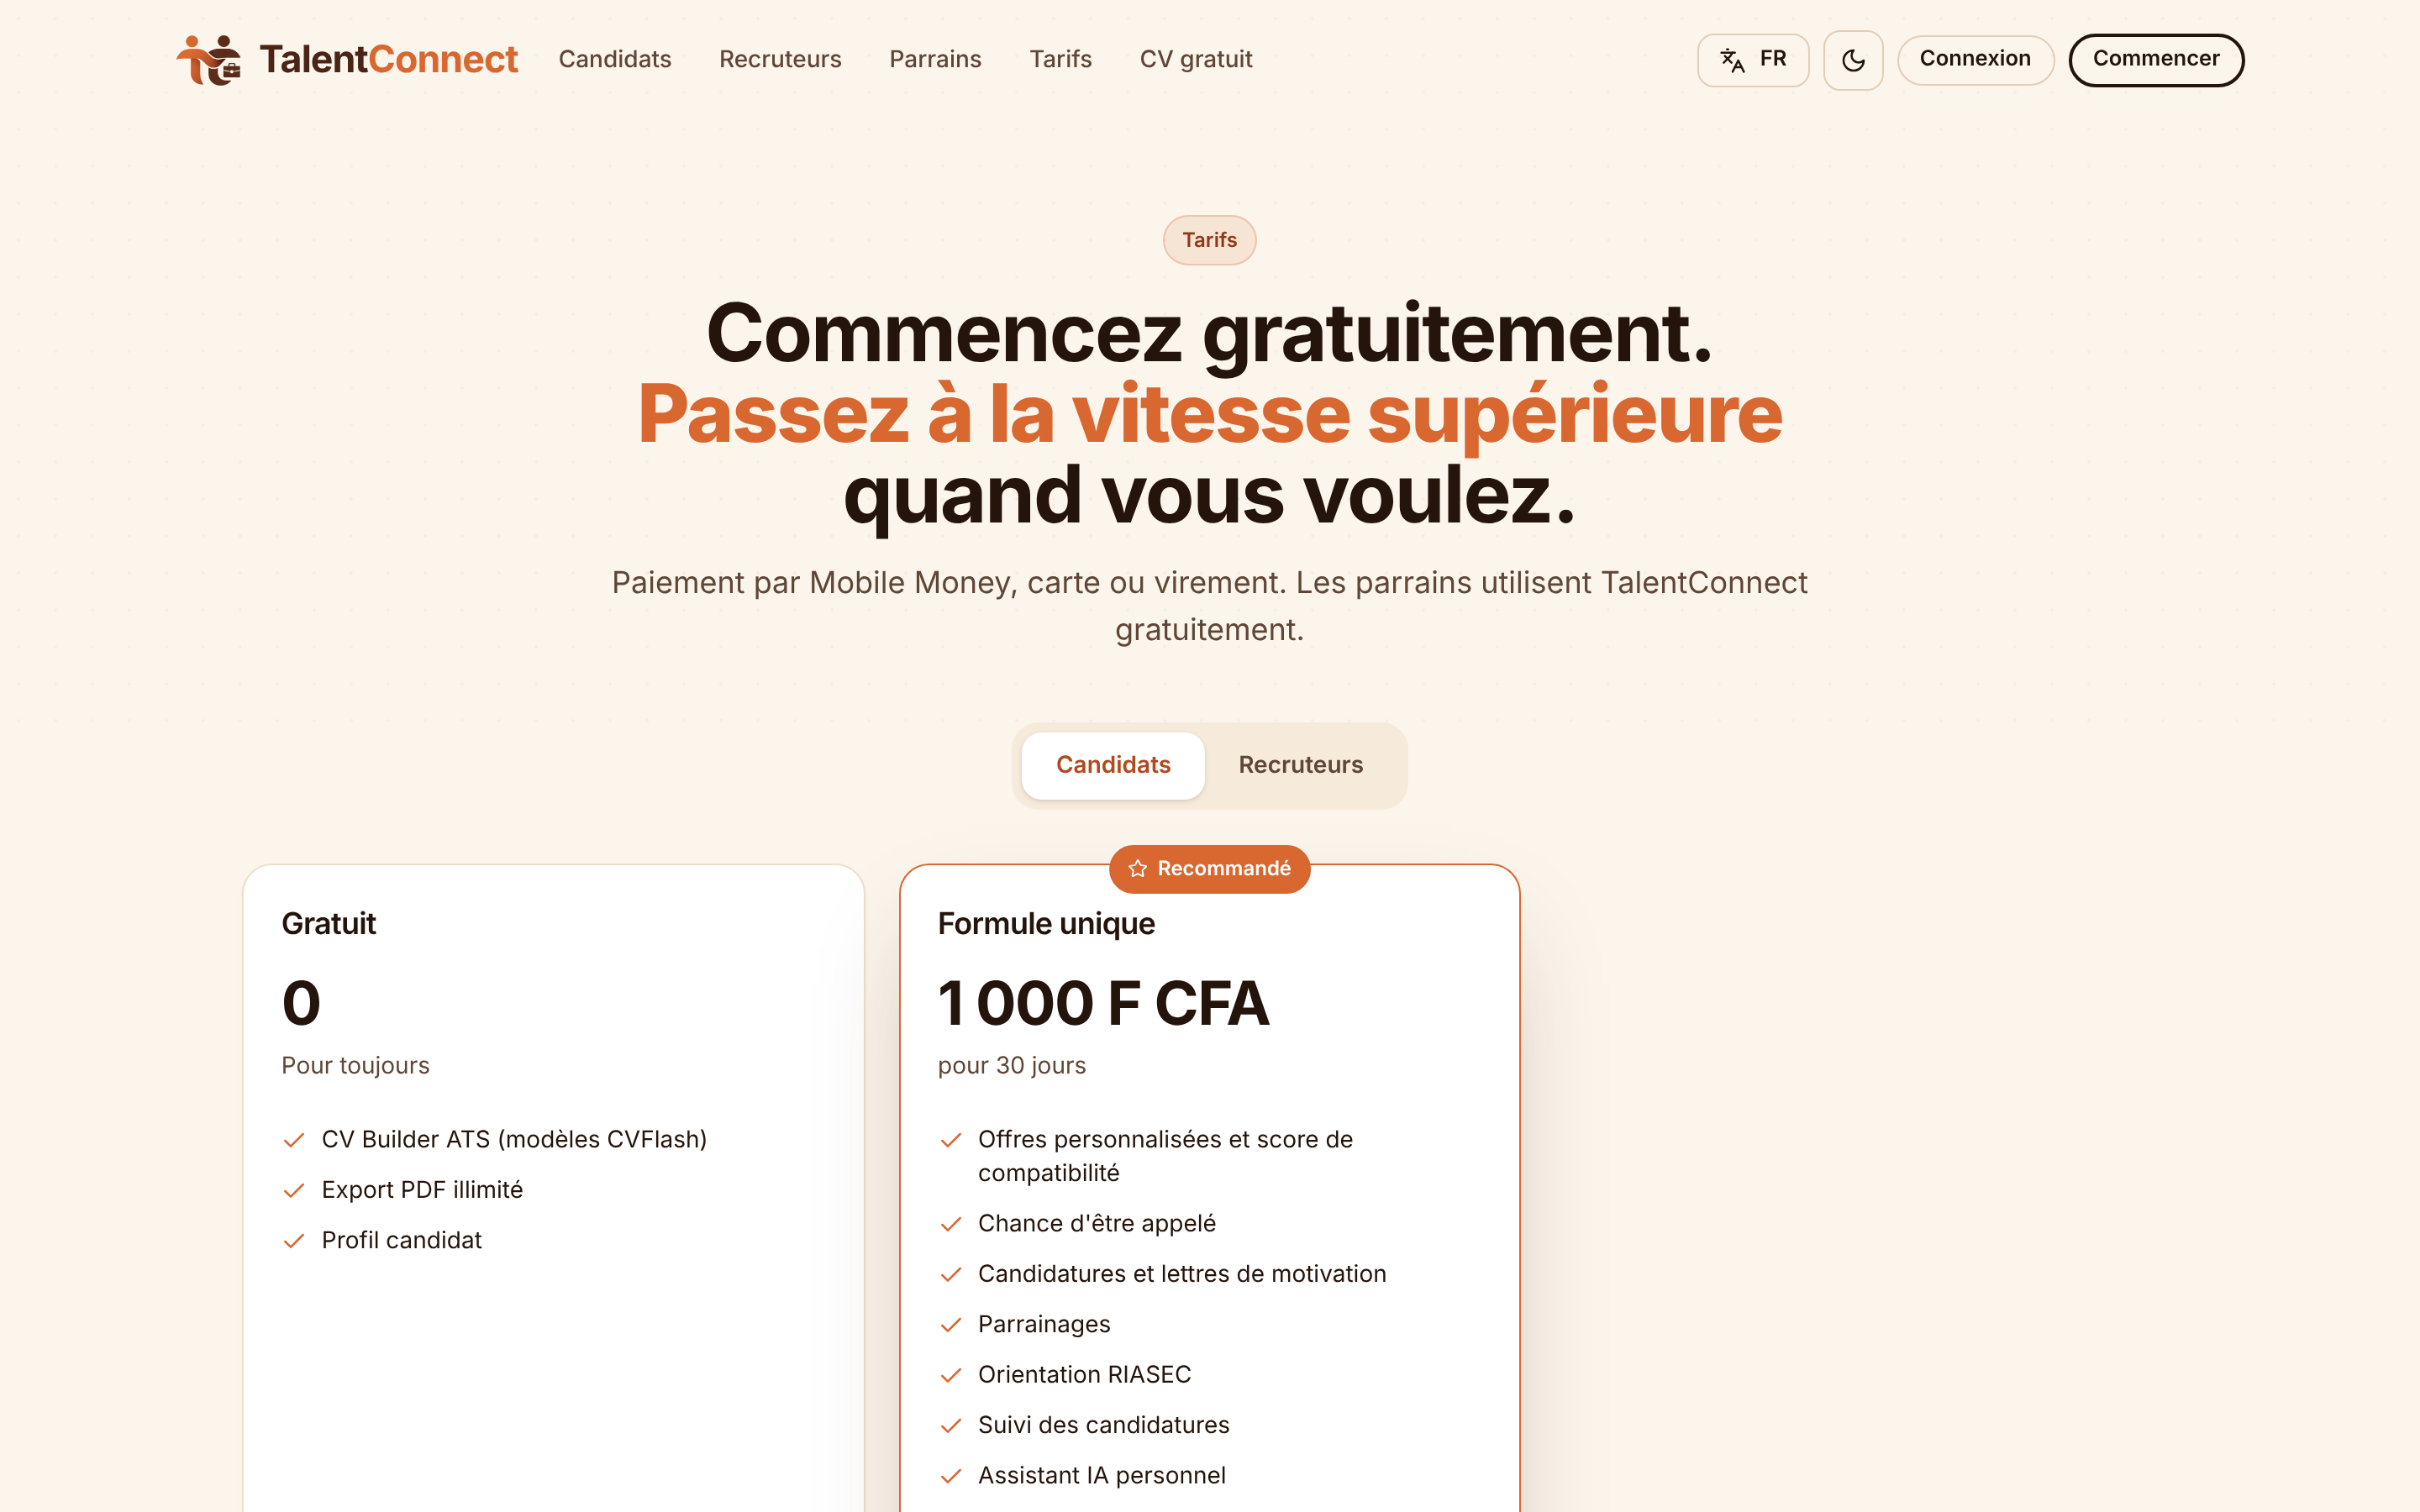 TalentConnect
Candidats
Recruteurs
Parrains
Tarifs
CV gratuit
FR
Connexion
Commencer
Tarifs
Commencez gratuitement.
Passez à la vitesse supérieure
quand vous voulez.
Paiement par Mobile Money, carte ou virement. Les parrains utilisent TalentConnect
gratuitement.
Candidats
Recruteurs
Gratuit
0
Pour toujours
CV Builder ATS (modèles CVFlash)
Export PDF illimité
Profil candidat
Recommandé
Formule unique
1 000 F CFA
pour 30 jours
Offres personnalisées et score de
compatibilité
Chance d'être appelé
Candidatures et lettres de motivation
Parrainages
Orientation RIASEC
Suivi des candidatures
Assistant IA personnel